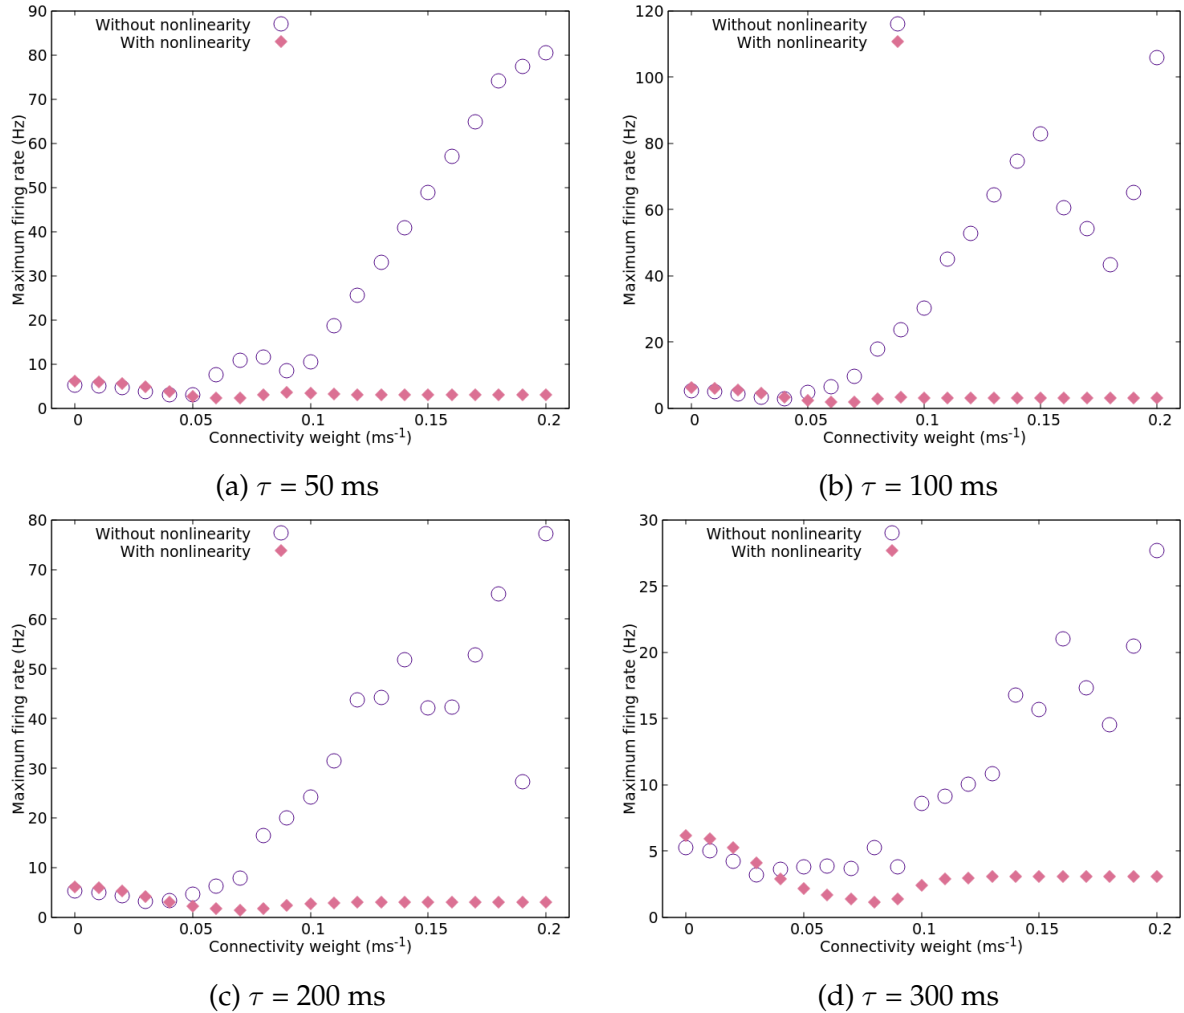 Without nonlinearity
With nonlinearity
Maximum firing rate (Hz)
90
80
70
60
50
40
30
20
10
0
0 0.05 0.1 0.15 0.2
Connectivity weight (ms-1)
(a) τ = 50 ms
Without nonlinearity
With nonlinearity
Maximum firing rate (Hz)
120
100
80
60
40
20
0
0 0.05 0.1 0.15 0.2
Connectivity weight (ms-1)
(b) τ = 100 ms
Without nonlinearity
With nonlinearity
Maximum firing rate (Hz)
80
70
60
50
40
30
20
10
0
0 0.05 0.1 0.15 0.2
Connectivity weight (ms-1)
(c) τ = 200 ms
Without nonlinearity
With nonlinearity
Maximum firing rate (Hz)
30
25
20
15
10
5
0
0 0.05 0.1 0.15 0.2
Connectivity weight (ms-1)
(d) τ = 300 ms